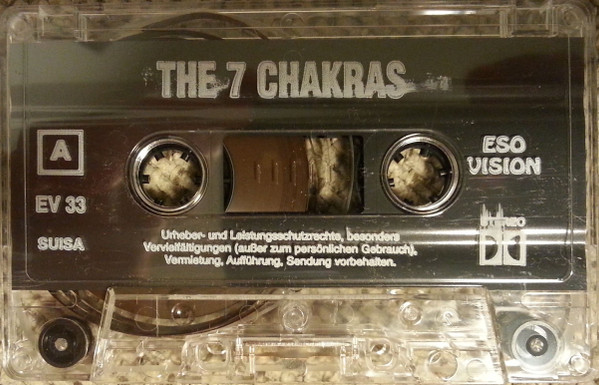 THE 7 CHAKRAS
A
ESO
VISION
EV 33
SUISA
Urheber- und Leistungsschutzrechte, besonders
Vervielfältigungen (außer zum persönlichen Gebrauch),
Vermietung, Aufführung, Sendung vorbehalten.